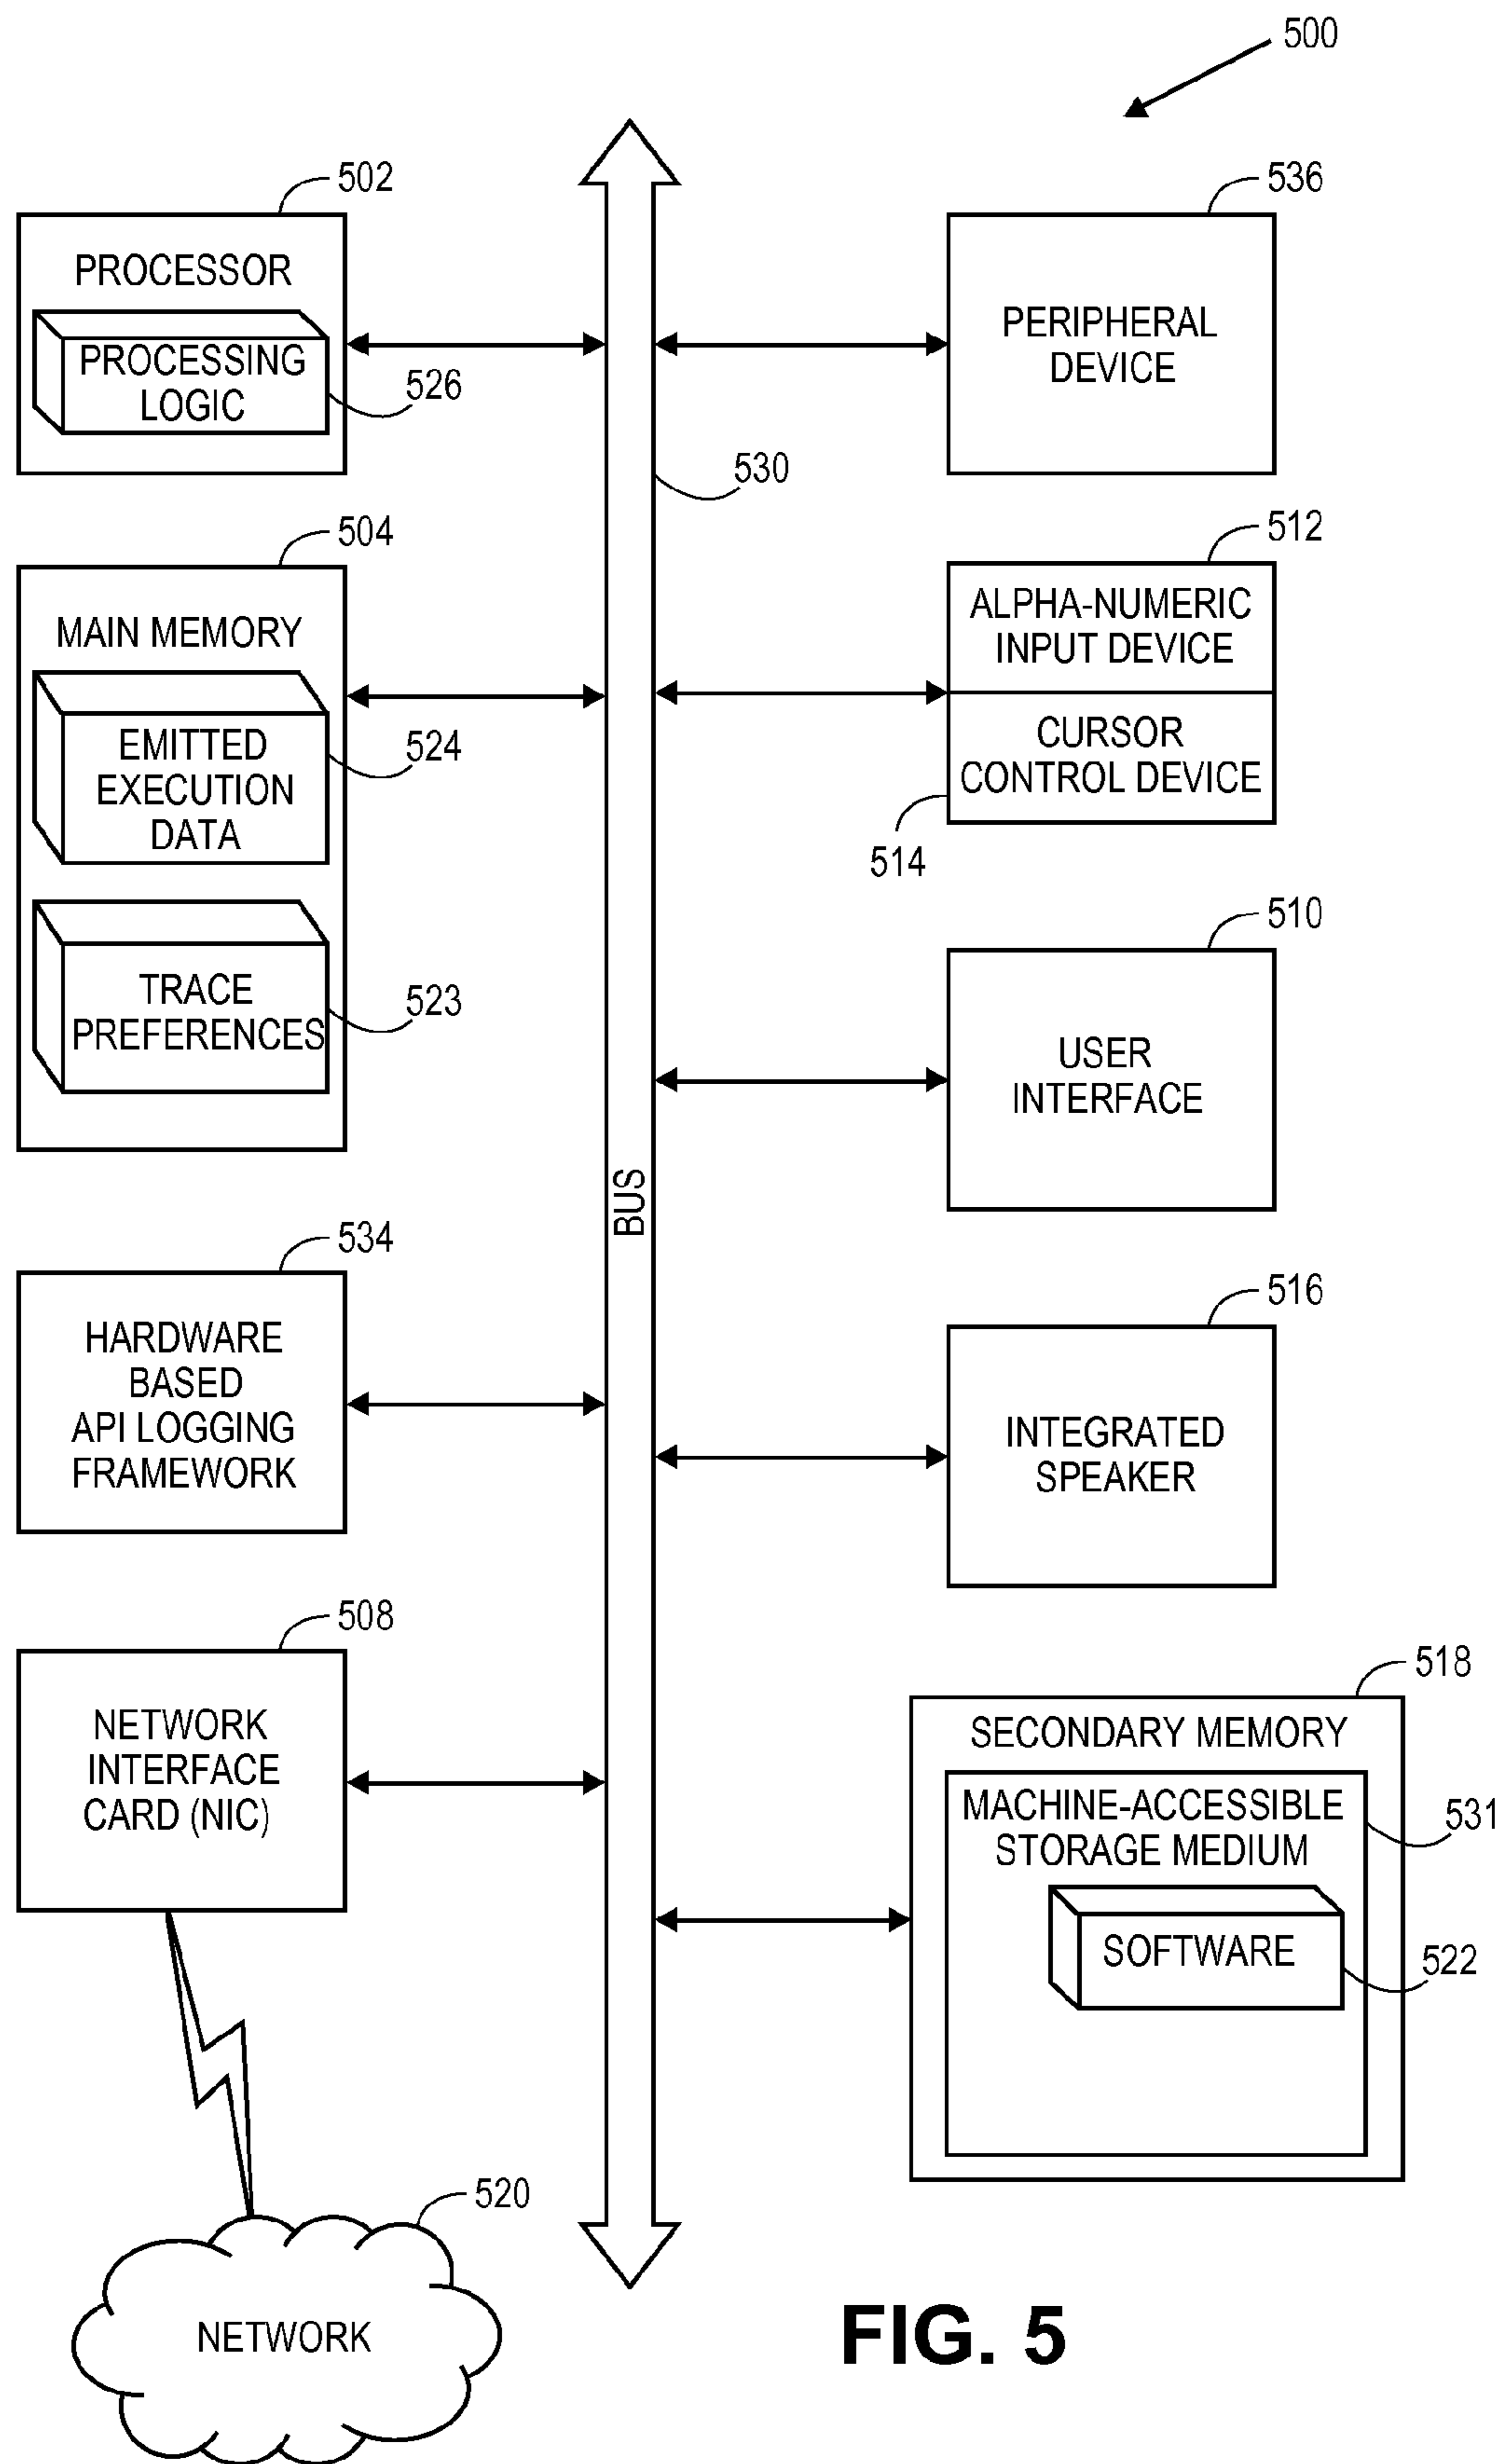 500
502
PROCESSOR
PROCESSING
LOGIC
526
536
PERIPHERAL
DEVICE
530
504
MAIN MEMORY
EMITTED
EXECUTION
DATA
524
TRACE
PREFERENCES
523
512
ALPHA-NUMERIC
INPUT DEVICE
CURSOR
CONTROL DEVICE
514
510
USER
INTERFACE
BUS
534
HARDWARE
BASED
API LOGGING
FRAMEWORK
516
INTEGRATED
SPEAKER
508
NETWORK
INTERFACE
CARD (NIC)
518
SECONDARY MEMORY
MACHINE-ACCESSIBLE
STORAGE MEDIUM
531
SOFTWARE
522
520
NETWORK
FIG. 5